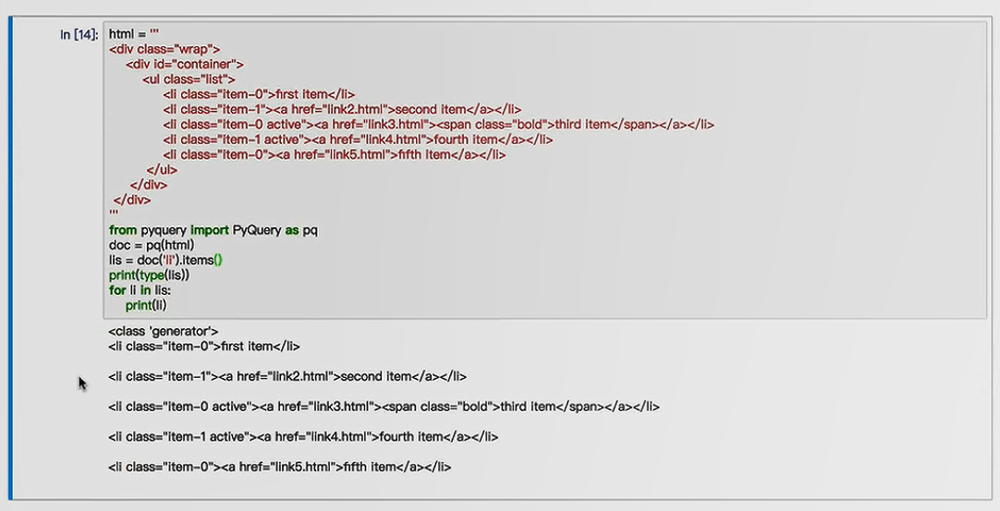 In [14]: html = '''
<div class="wrap">
<div id="container">
<ul class="list">
<li class="item-0">first item</li>
<li class="item-1"><a href="link2.html">second item</a></li>
<li class="item-0 active"><a href="link3.html"><span class="bold">third item</span></a></li>
<li class="item-1 active"><a href="link4.html">fourth item</a></li>
<li class="item-0"><a href="link5.html">fifth item</a></li>
</ul>
</div>
</div>
'''
from pyquery import PyQuery as pq
doc = pq(html)
lis = doc('li').items()
print(type(lis))
for li in lis:
print(li)
<class 'generator'>
<li class="item-0">first item</li>
<li class="item-1"><a href="link2.html">second item</a></li>
<li class="item-0 active"><a href="link3.html"><span class="bold">third item</span></a></li>
<li class="item-1 active"><a href="link4.html">fourth item</a></li>
<li class="item-0"><a href="link5.html">fifth item</a></li>